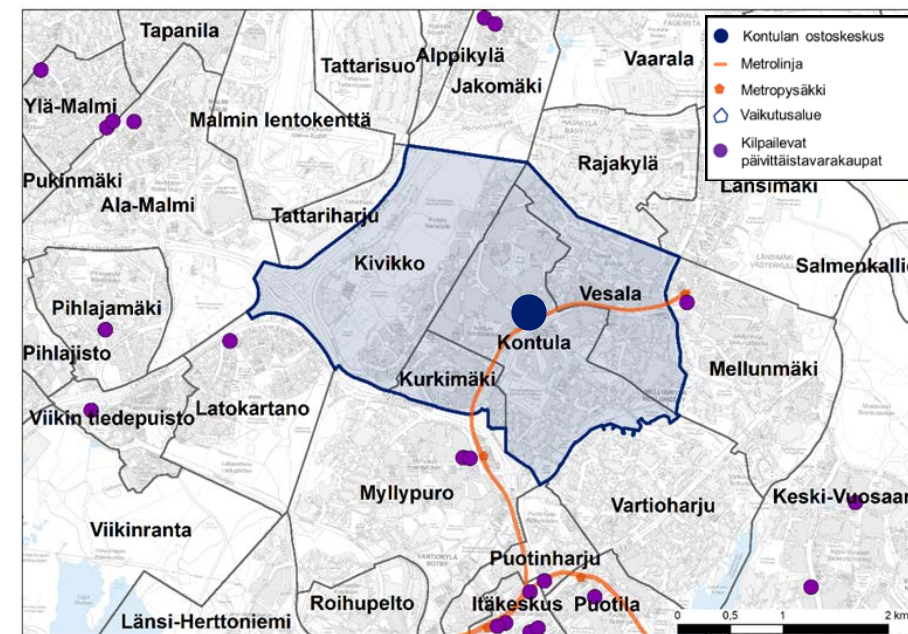 Tapanila
Alppikylä
Vaarala
Tattarisuo
Jakomäki
Ylä-Malmi
Malmin lentokenttä
Rajakylä
Pukinmäki
Länsimäki
Ala-Malmi
Tattariharju
Kivikko
Salmenkallio
Vesala
Pihlajamäki
Kontula
Pihlajisto
Kurkimäki
Mellunmäki
Latokartano
Viikin tiedepuisto
Myllypuro
Vartioharju
Keski-Vuosaari
Viikinranta
Puotinharju
Roihupelto
Itäkeskus
Puotila
Länsi-Herttoniemi
Kontulan ostoskeskus
Metrolinja
Metropysäkki
Vaikutusalue
Kilpailevat
päivittäistavarakaupat
0 0,5 1 2 km